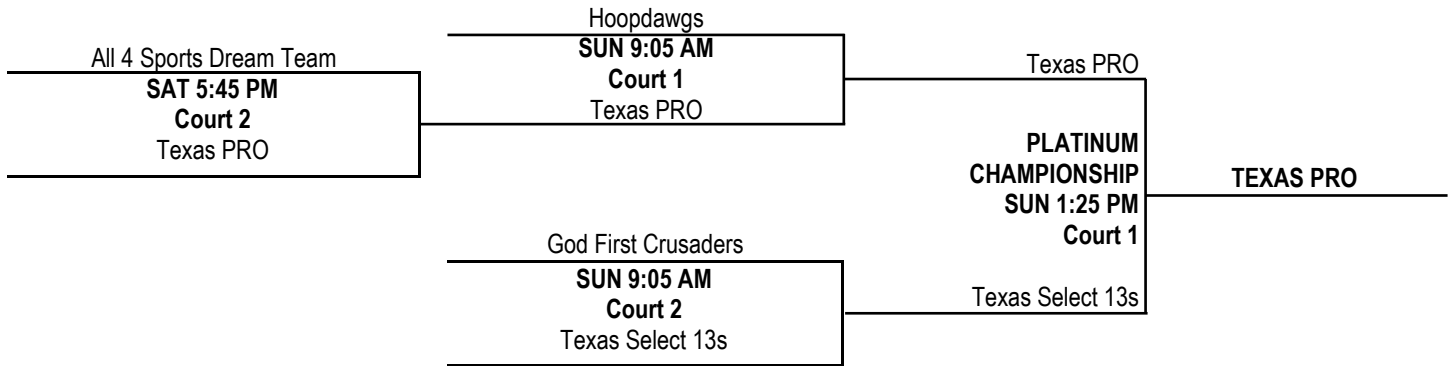 All 4 Sports Dream Team
SAT 5:45 PM
Court 2
Texas PRO
Hoopdawgs
SUN 9:05 AM
Court 1
Texas PRO
God First Crusaders
SUN 9:05 AM
Court 2
Texas Select 13s
Texas PRO
PLATINUM
CHAMPIONSHIP
SUN 1:25 PM
Court 1
Texas Select 13s
TEXAS PRO